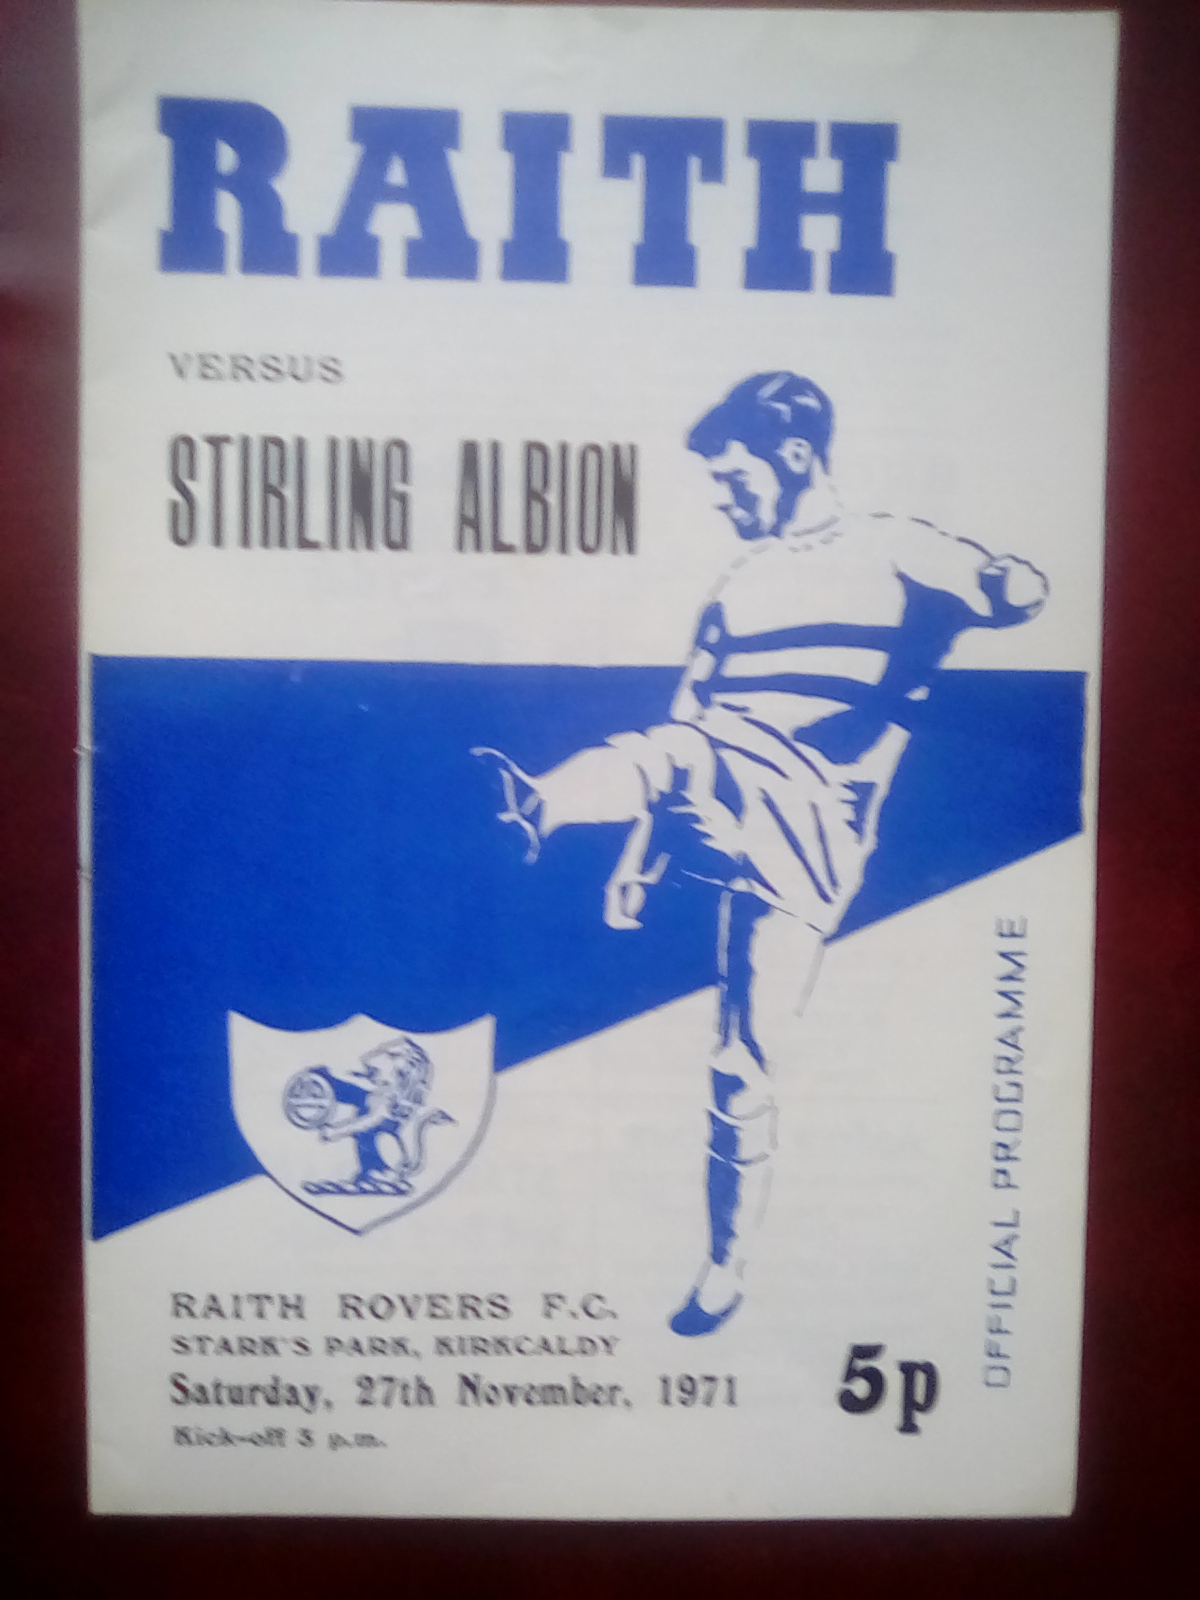 RAITH
VERSUS
STIRLING ALBION
RAITH ROVERS F.C.
STARK'S PARK, KIRKCALDY
Saturday, 27th November, 1971
Kick-off 3 p.m.
5p
OFFICIAL PROGRAMME